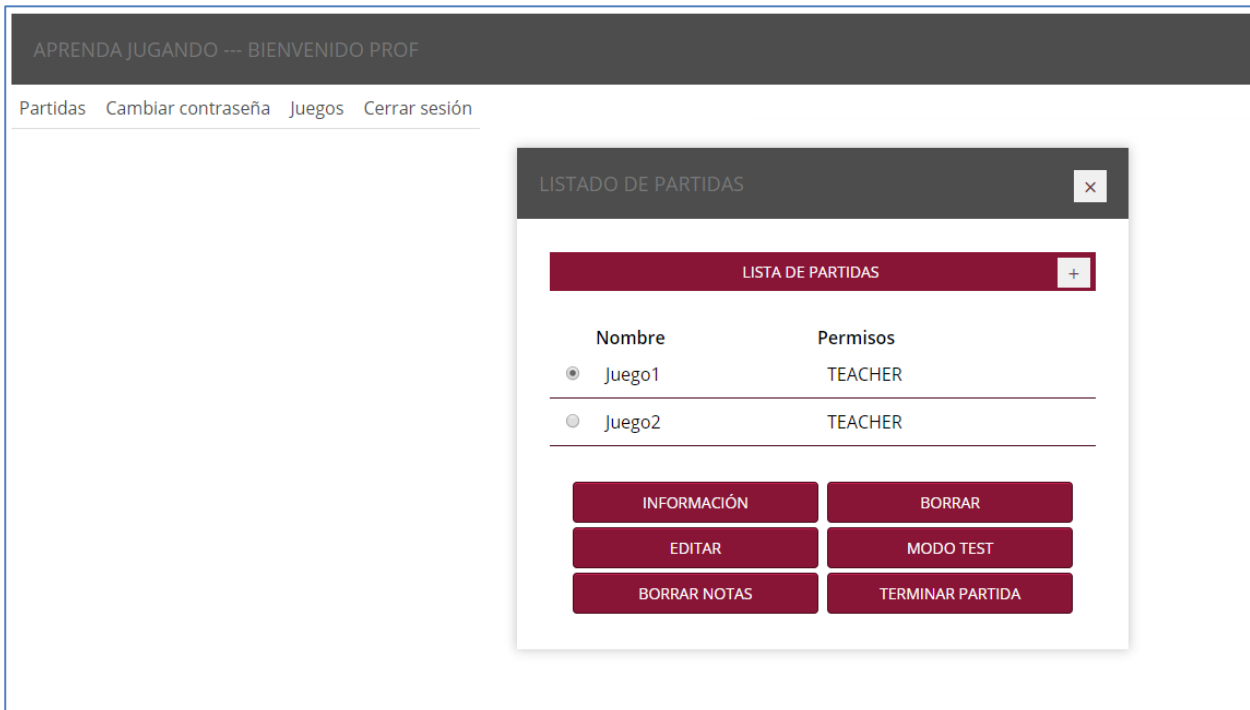 APRENDA JUGANDO --- BIENVENIDO PROF
Partidas Cambiar contraseña Juegos Cerrar sesión
LISTADO DE PARTIDAS ×
LISTA DE PARTIDAS +
Nombre Permisos
Juego1 TEACHER
Juego2 TEACHER
INFORMACIÓN BORRAR
EDITAR MODO TEST
BORRAR NOTAS TERMINAR PARTIDA